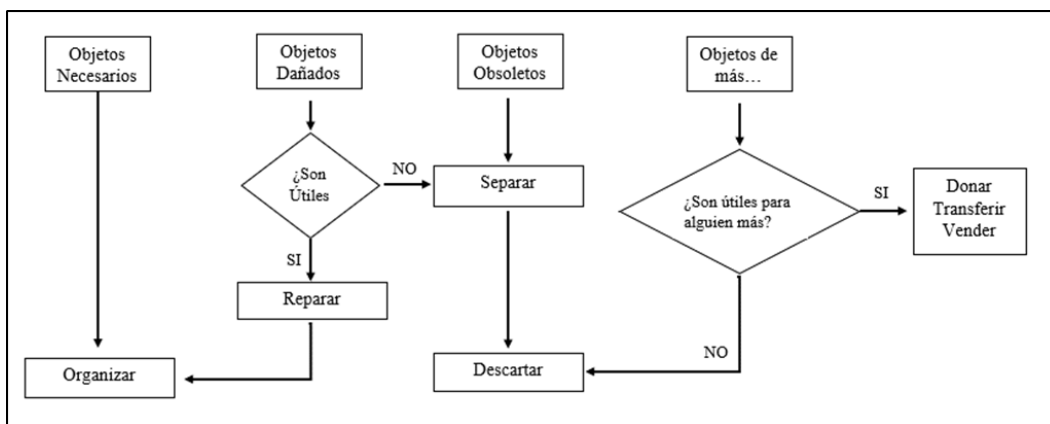 Objetos
Necesarios
Objetos
Dañados
Objetos
Obsoletos
Objetos de
más…
¿Son
Útiles
NO
Separar
¿Son útiles para
alguien más?
SI
Donar
Transferir
Vender
SI
Reparar
NO
Organizar
Descartar